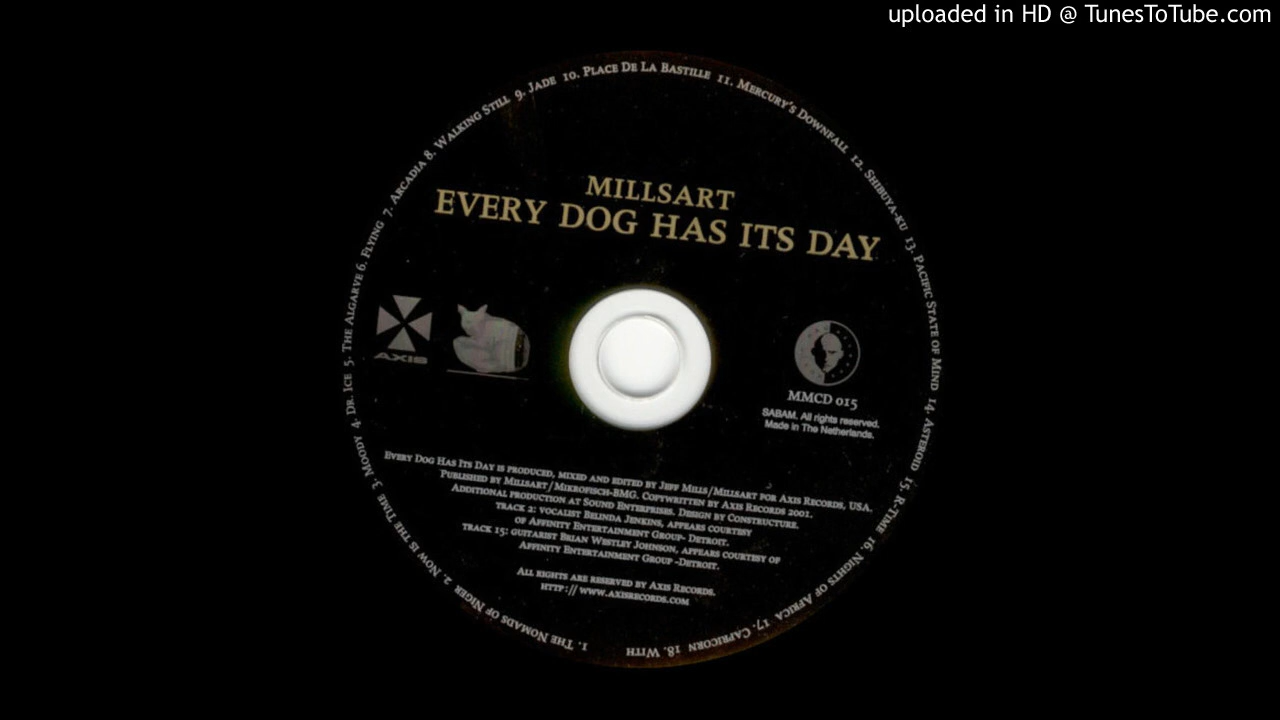 uploaded in HD @ TunesToTube.com
MILLSART
EVERY DOG HAS ITS DAY
AXIS
MMCD 015
SABAM. All rights reserved.
Made in The Netherlands.
EVERY DOG HAS ITS DAY IS PRODUCED, MIXED AND EDITED BY JEFF MILLS/MILLSART FOR AXIS RECORDS, USA.
PUBLISHED BY MILLSART/MIKROFISCH-BMG. COPYWRITTEN BY AXIS RECORDS 2001.
ADDITIONAL PRODUCTION AT SOUND ENTERPRISES. DESIGN BY CONSTRUCTURE.
TRACK 2: VOCALIST BELINDA JENKINS, APPEARS COURTESY
OF AFFINITY ENTERTAINMENT GROUP- DETROIT.
TRACK 15: GUITARIST BRIAN WESTLEY JOHNSON, APPEARS COURTESY OF
AFFINITY ENTERTAINMENT GROUP -DETROIT.
ALL RIGHTS ARE RESERVED BY AXIS RECORDS.
HTTP://WWW.AXISRECORDS.COM
1. THE NOMADS OF NIGER 2. NOW IS THE TIME 3. MOODY 4. DR. ICE 5. THE ALGARVE 6. FLYING 7. ARCADIA 8. WALKING STILL 9. JADE 10. PLACE DE LA BASTILLE 11. MERCURY'S DOWNFALL 12. SHIBUYA-KU 13. PACIFIC STATE OF MIND 14. ASTEROID 15. R-TIME 16. NIGHTS OF AFRICA 17. CAPRICORN 18. WITH